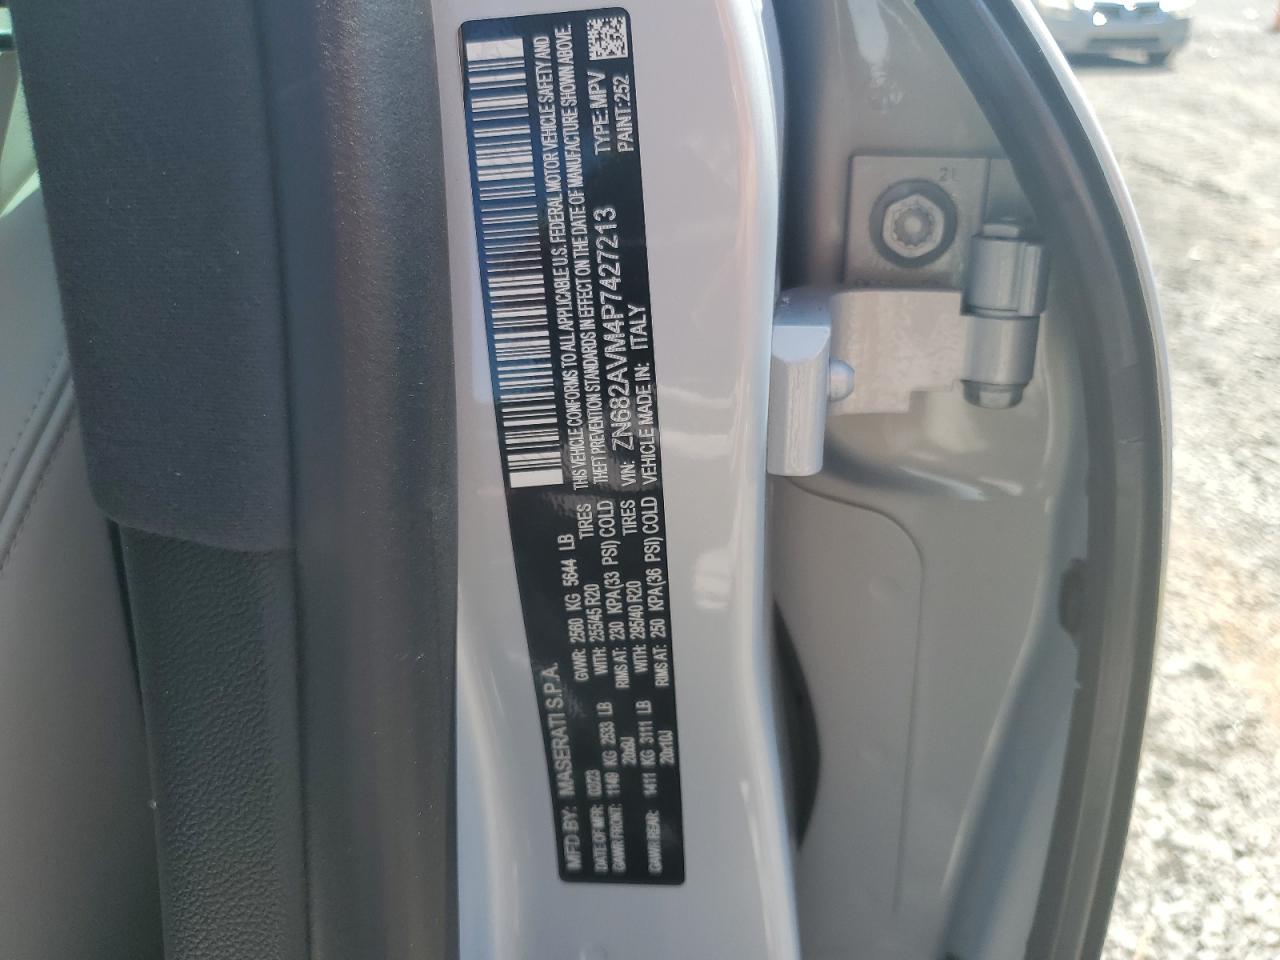 MFD BY: MASERATI S.P.A.
DATE OF MFR: 02/23 GVWR: 2560 KG 5644 LB
GAWR FRONT: 1149 KG 2533 LB WITH: 255/45 R20 TIRES
20x9J RIMS AT: 230 KPA(33 PSI) COLD
GAWR REAR: 1411 KG 3111 LB WITH: 295/40 R20 TIRES
20x10J RIMS AT: 250 KPA(36 PSI) COLD
THIS VEHICLE CONFORMS TO ALL APPLICABLE U.S. FEDERAL MOTOR VEHICLE SAFETY AND
THEFT PREVENTION STANDARDS IN EFFECT ON THE DATE OF MANUFACTURE SHOWN ABOVE.
VIN: ZN682AVM4P7427213 TYPE:MPV
VEHICLE MADE IN: ITALY PAINT:252
21